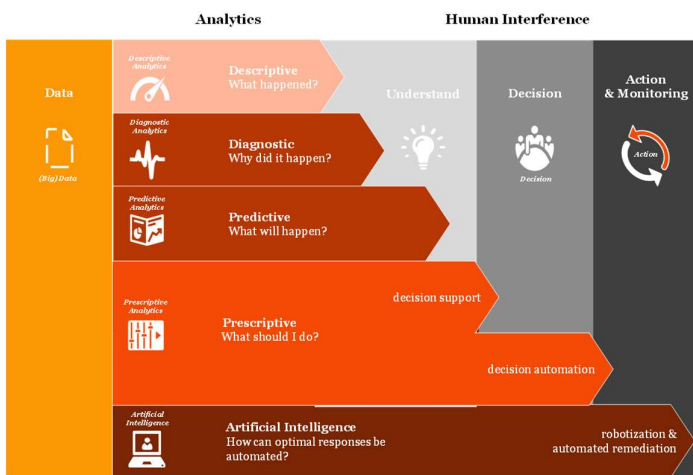 Analytics
Human Interference
Data
(Big) Data
Descriptive
Analytics
Descriptive
What happened?
Diagnostic
Analytics
Diagnostic
Why did it happen?
Predictive
Analytics
Predictive
What will happen?
Prescriptive
Analytics
Prescriptive
What should I do?
decision support
decision automation
Artificial
Intelligence
Artificial Intelligence
How can optimal responses be
automated?
robotization &
automated remediation
Understand
Decision
Decision
Action
& Monitoring
Action